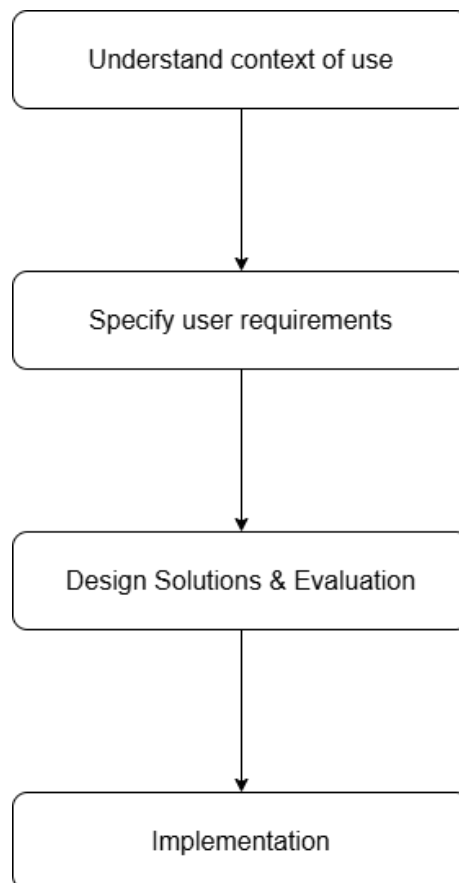 Understand context of use
Specify user requirements
Design Solutions & Evaluation
Implementation